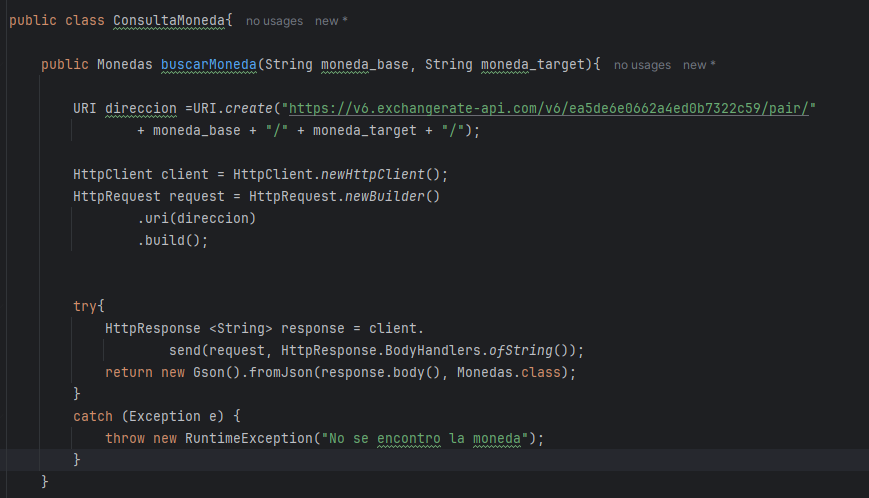 public class ConsultaMoneda{ no usages new *
public Monedas buscarMoneda(String moneda_base, String moneda_target){ no usages new *
URI direccion =URI.create("https://v6.exchangerate-api.com/v6/ea5de6e0662a4ed0b7322c59/pair/"
+ moneda_base + "/" + moneda_target + "/");
HttpClient client = HttpClient.newHttpClient();
HttpRequest request = HttpRequest.newBuilder()
.uri(direccion)
.build();
try{
HttpResponse <String> response = client.
send(request, HttpResponse.BodyHandlers.ofString());
return new Gson().fromJson(response.body(), Monedas.class);
}
catch (Exception e) {
throw new RuntimeException("No se encontro la moneda");
}
}